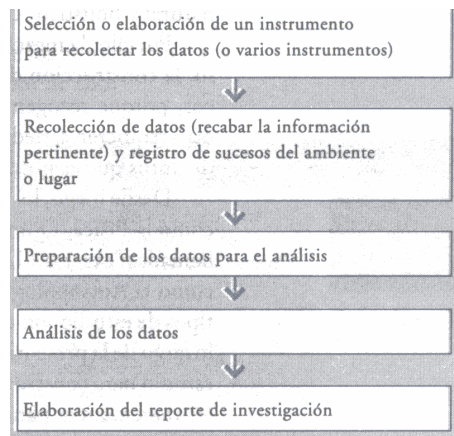 Selección o elaboración de un instrumento
para recolectar los datos (o varios instrumentos)
Recolección de datos (recabar la información
pertinente) y registro de sucesos del ambiente
o lugar
Preparación de los datos para el análisis
Análisis de los datos
Elaboración del reporte de investigación